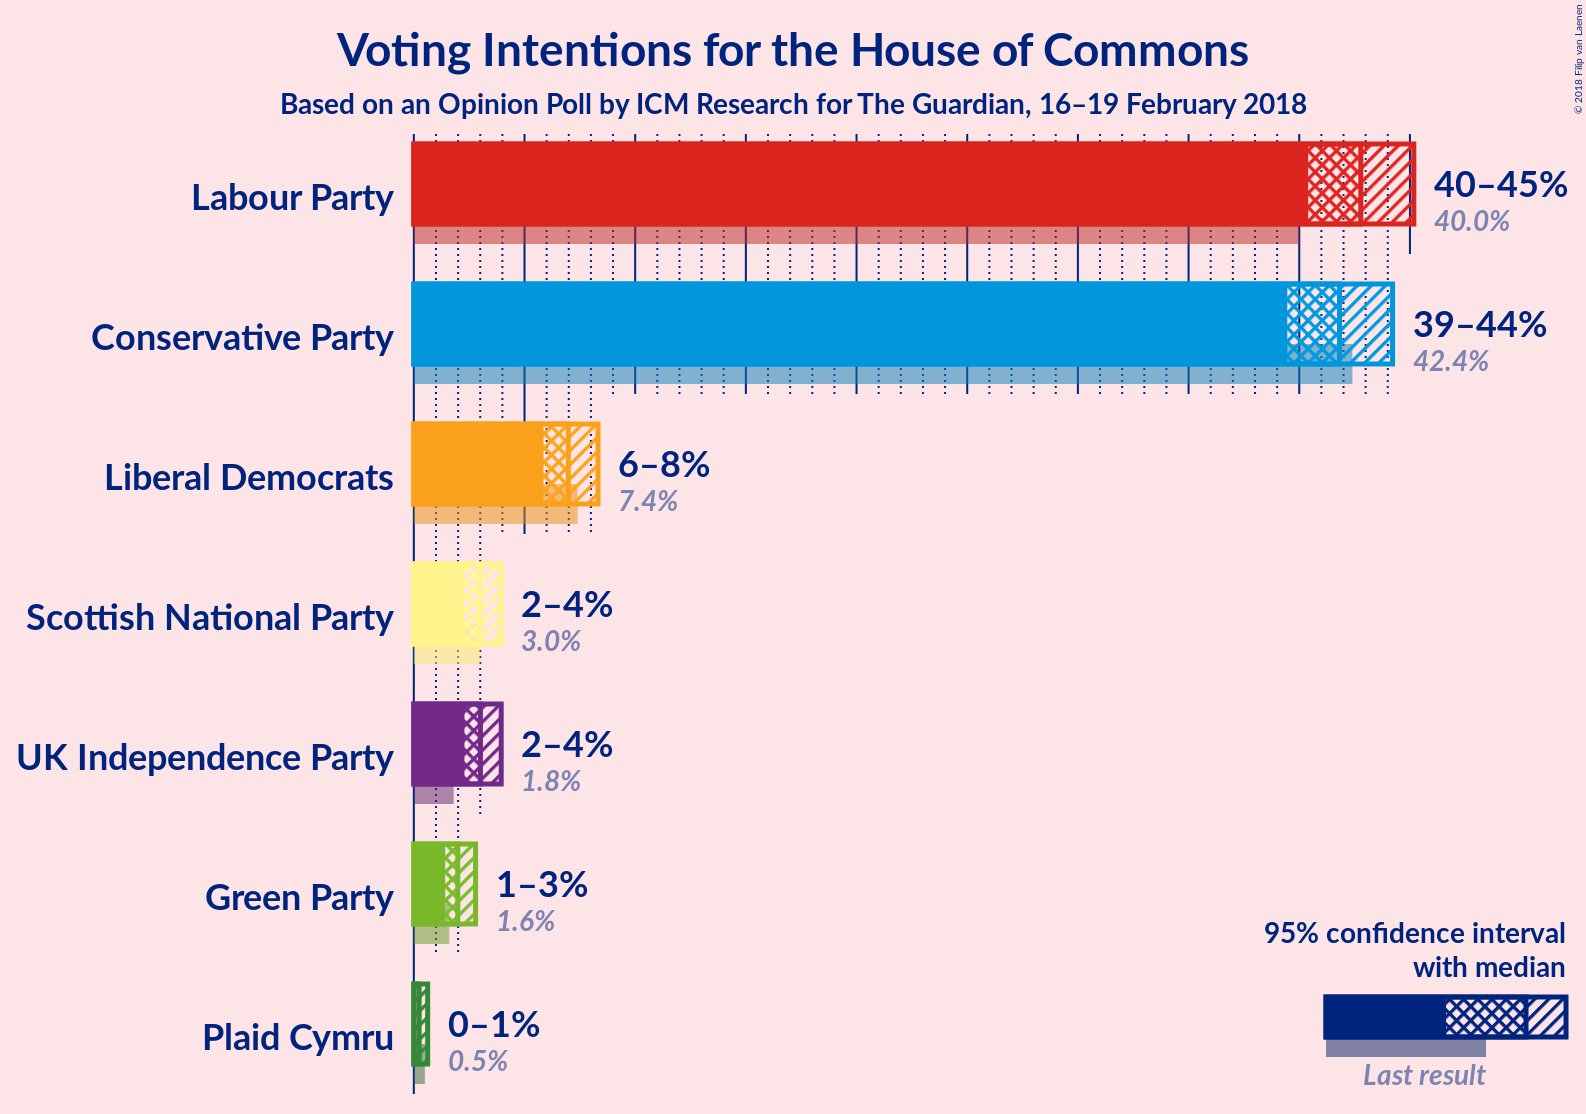 Voting Intentions for the House of Commons
Based on an Opinion Poll by ICM Research for The Guardian, 16–19 February 2018
© 2018 Filip van Laenen
Labour Party
40–45%
40.0%
Conservative Party
39–44%
42.4%
Liberal Democrats
6–8%
7.4%
Scottish National Party
2–4%
3.0%
UK Independence Party
2–4%
1.8%
Green Party
1–3%
1.6%
Plaid Cymru
0–1%
0.5%
95% confidence interval
with median
Last result